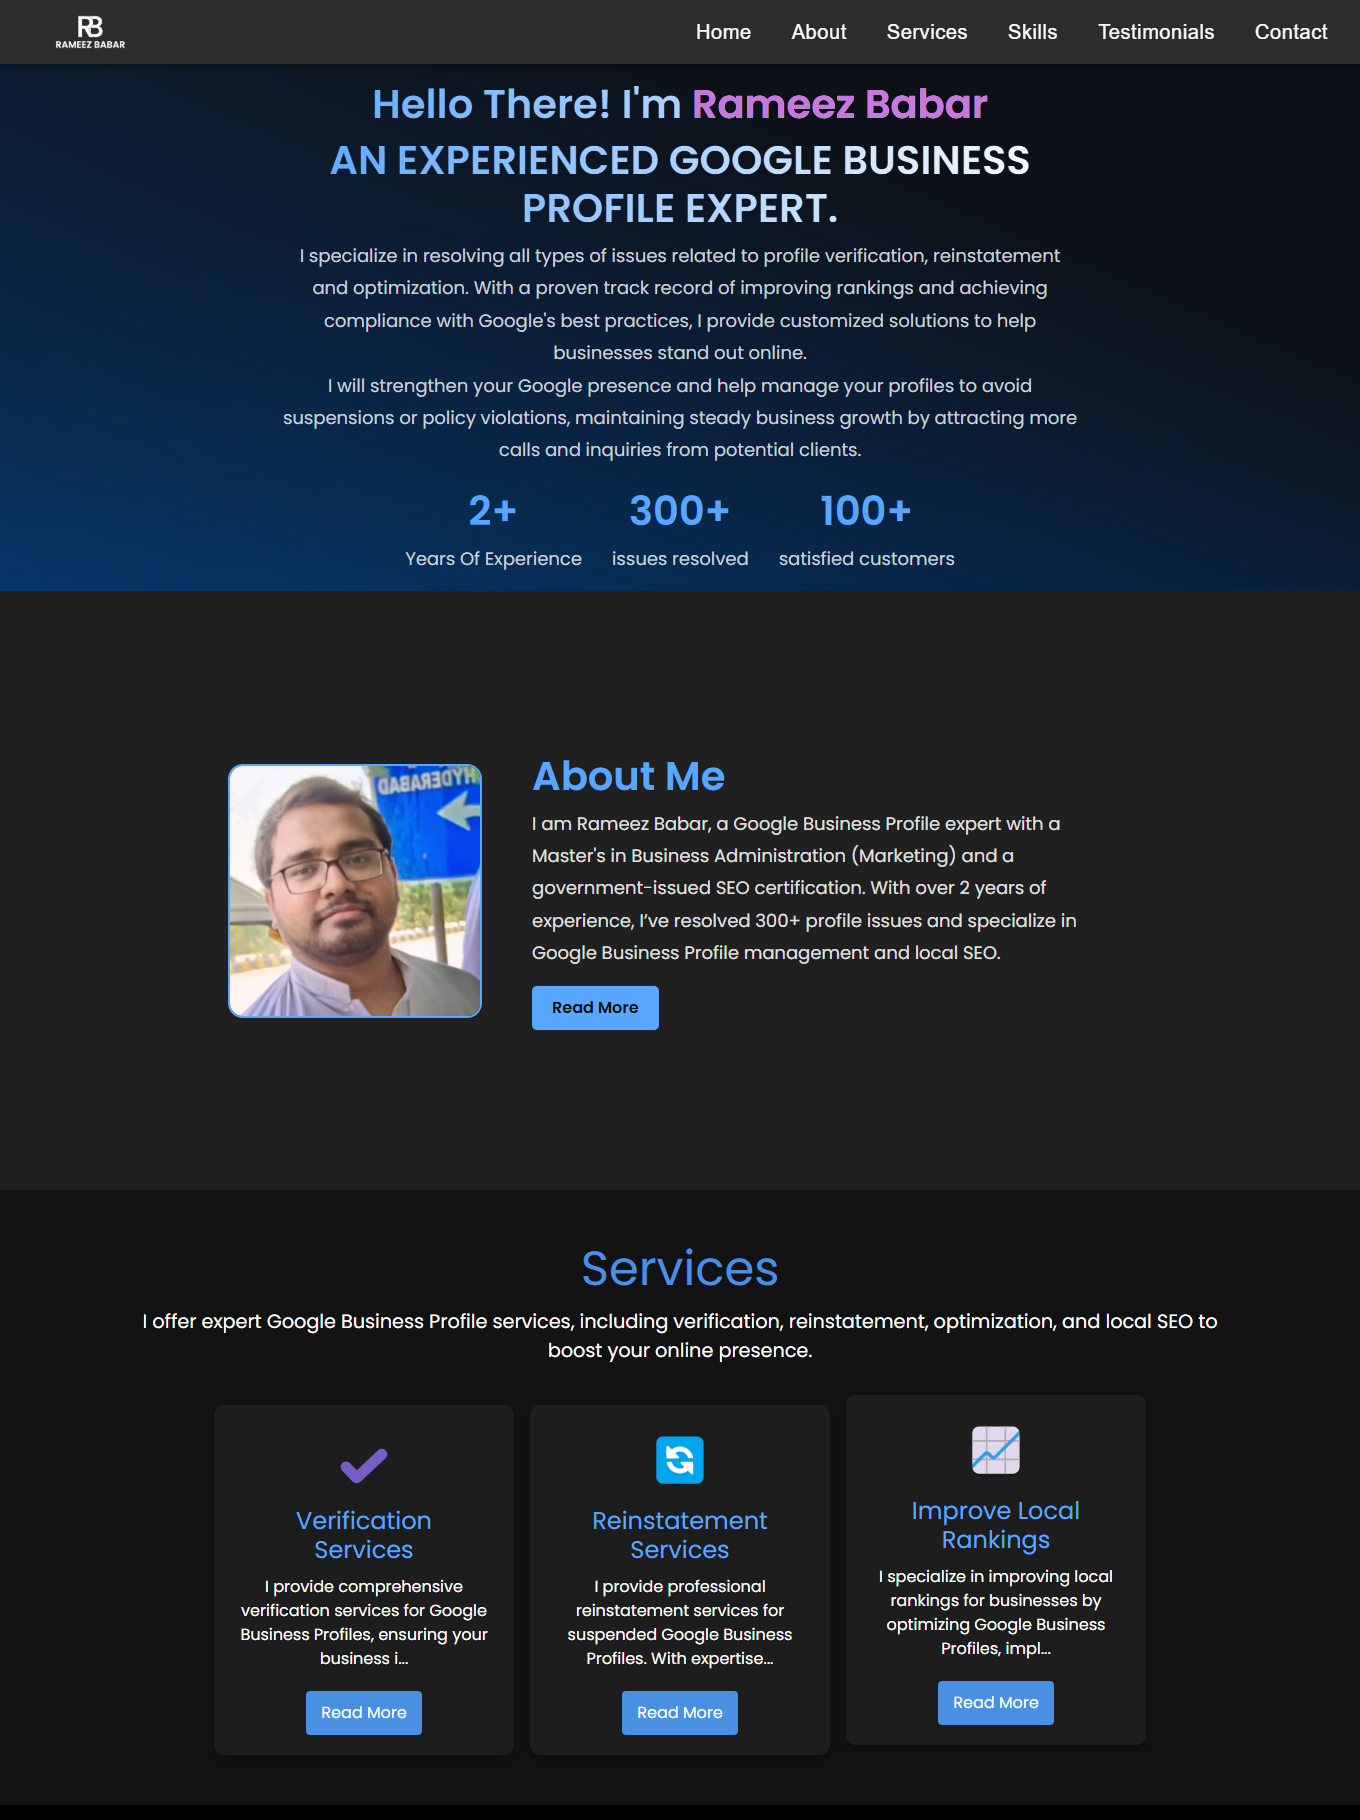 RB
RAMEEZ BABAR
Home About Services Skills Testimonials Contact
Hello There! I'm Rameez Babar
AN EXPERIENCED GOOGLE BUSINESS
PROFILE EXPERT.
I specialize in resolving all types of issues related to profile verification, reinstatement
and optimization. With a proven track record of improving rankings and achieving
compliance with Google's best practices, I provide customized solutions to help
businesses stand out online.
I will strengthen your Google presence and help manage your profiles to avoid
suspensions or policy violations, maintaining steady business growth by attracting more
calls and inquiries from potential clients.
2+ 300+ 100+
Years Of Experience issues resolved satisfied customers
HYDERABAD
About Me
I am Rameez Babar, a Google Business Profile expert with a
Master's in Business Administration (Marketing) and a
government-issued SEO certification. With over 2 years of
experience, I’ve resolved 300+ profile issues and specialize in
Google Business Profile management and local SEO.
Read More
Services
I offer expert Google Business Profile services, including verification, reinstatement, optimization, and local SEO to
boost your online presence.
Verification
Services
I provide comprehensive
verification services for Google
Business Profiles, ensuring your
business i...
Read More
Reinstatement
Services
I provide professional
reinstatement services for
suspended Google Business
Profiles. With expertise...
Read More
Improve Local
Rankings
I specialize in improving local
rankings for businesses by
optimizing Google Business
Profiles, impl...
Read More